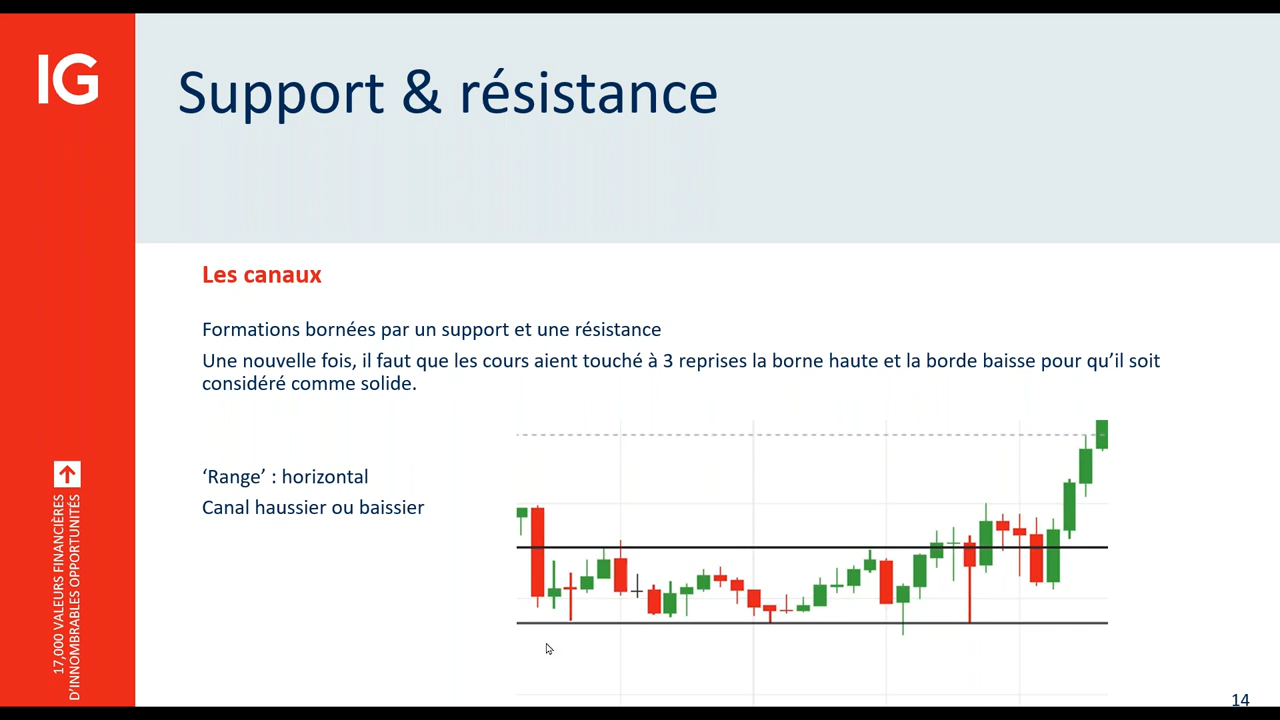 IG
Support & résistance
Les canaux
Formations bornées par un support et une résistance
Une nouvelle fois, il faut que les cours aient touché à 3 reprises la borne haute et la borde baisse pour qu’il soit
considéré comme solide.
‘Range’ : horizontal
Canal haussier ou baissier
17,000 VALEURS FINANCIÈRES
D’INNOMBRABLES OPPORTUNITÉS
14